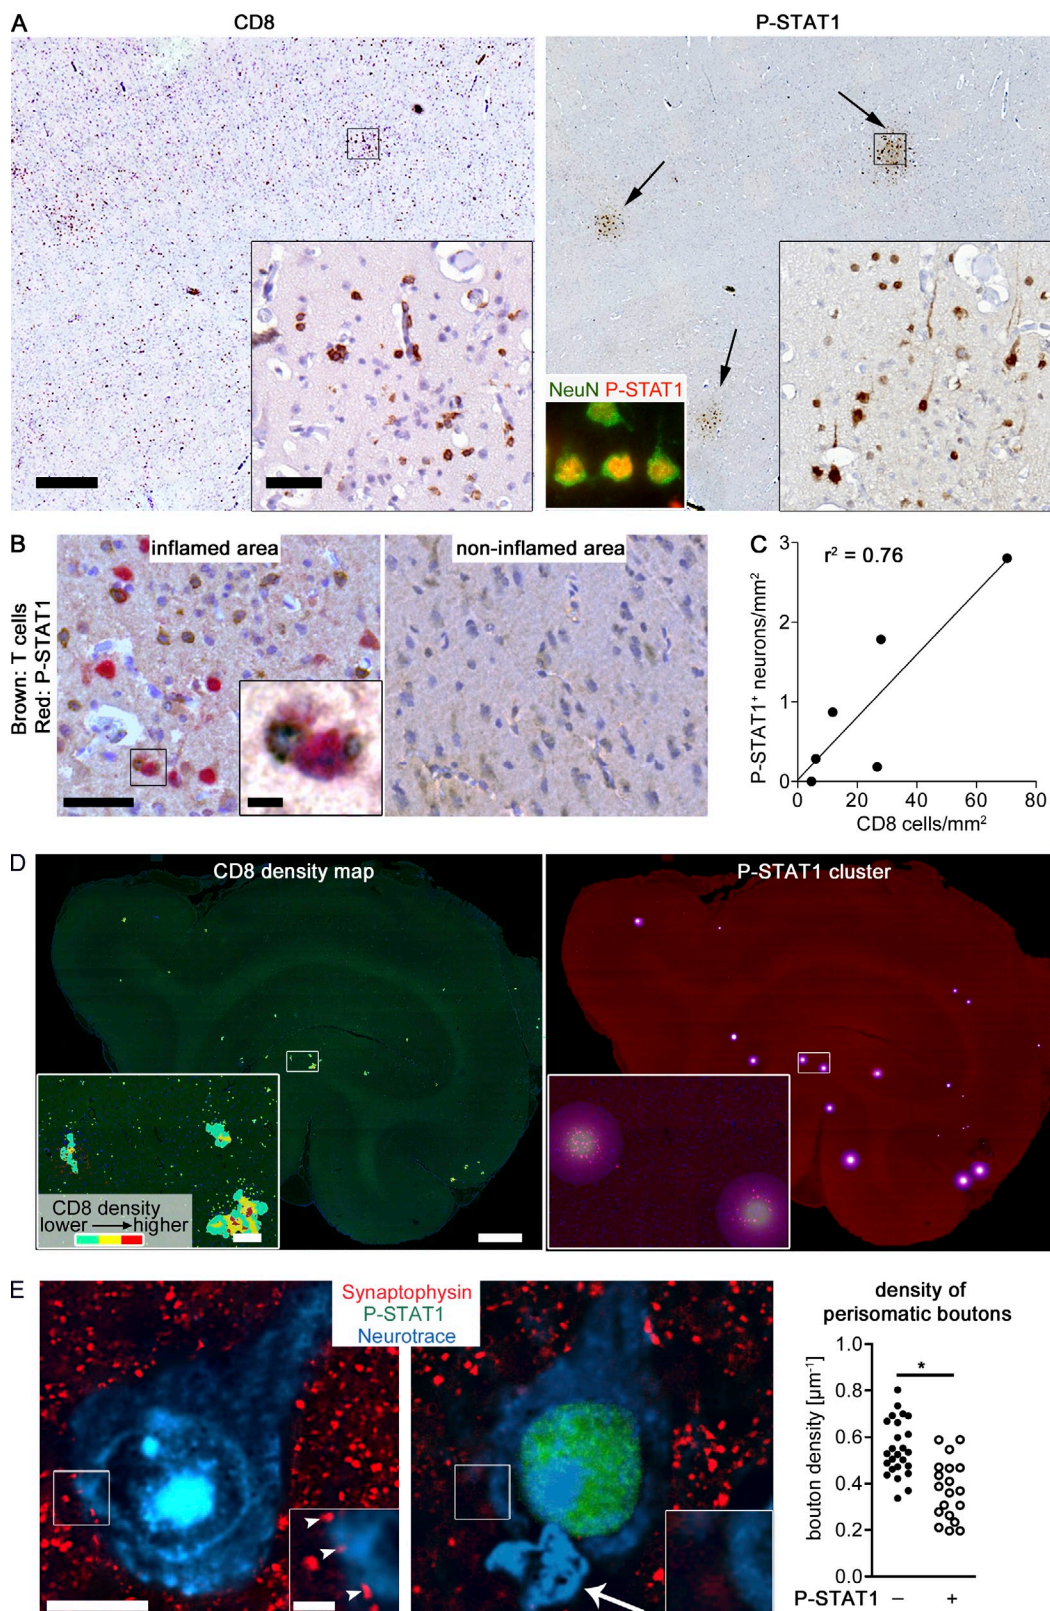 A
CD8
P-STAT1
NeuN P-STAT1
B
inflamed area
non-inflamed area
Brown: T cells
Red: P-STAT1
C
r² = 0.76
P-STAT1⁺ neurons/mm²
3
2
1
0
0
20
40
60
80
CD8 cells/mm²
D
CD8 density map
P-STAT1 cluster
CD8 density
lower → higher
E
Synaptophysin
P-STAT1
Neurotrace
density of
perisomatic boutons
*
bouton density [µm⁻¹]
1.0
0.8
0.6
0.4
0.2
0
P-STAT1 – +